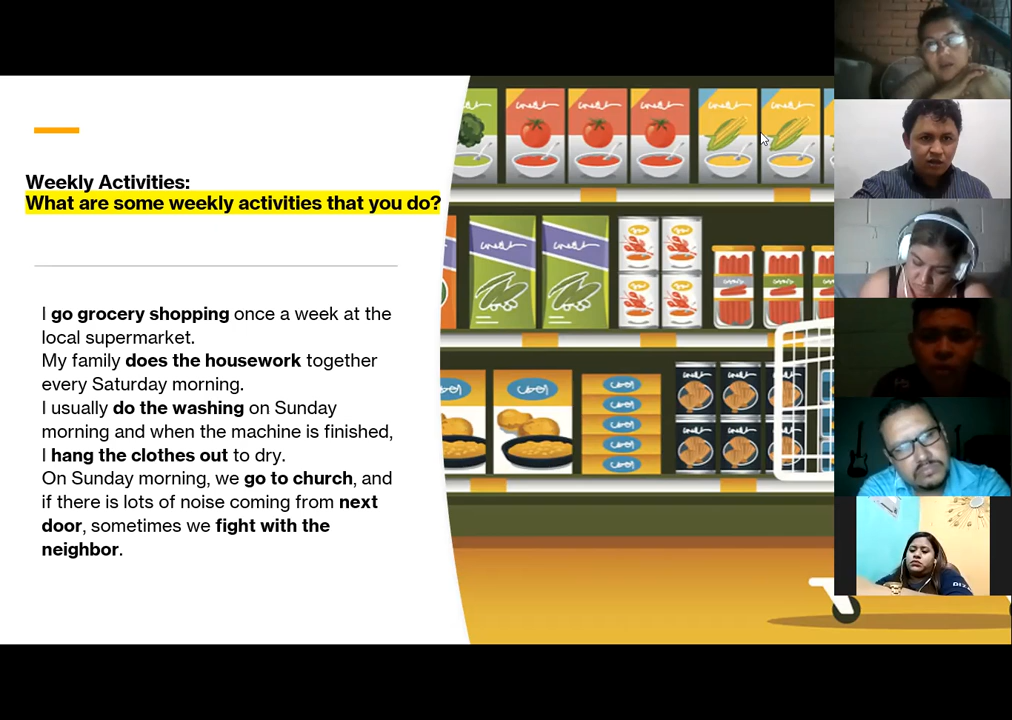 Weekly Activities:
What are some weekly activities that you do?
I go grocery shopping once a week at the
local supermarket.
My family does the housework together
every Saturday morning.
I usually do the washing on Sunday
morning and when the machine is finished,
I hang the clothes out to dry.
On Sunday morning, we go to church, and
if there is lots of noise coming from next
door, sometimes we fight with the
neighbor.